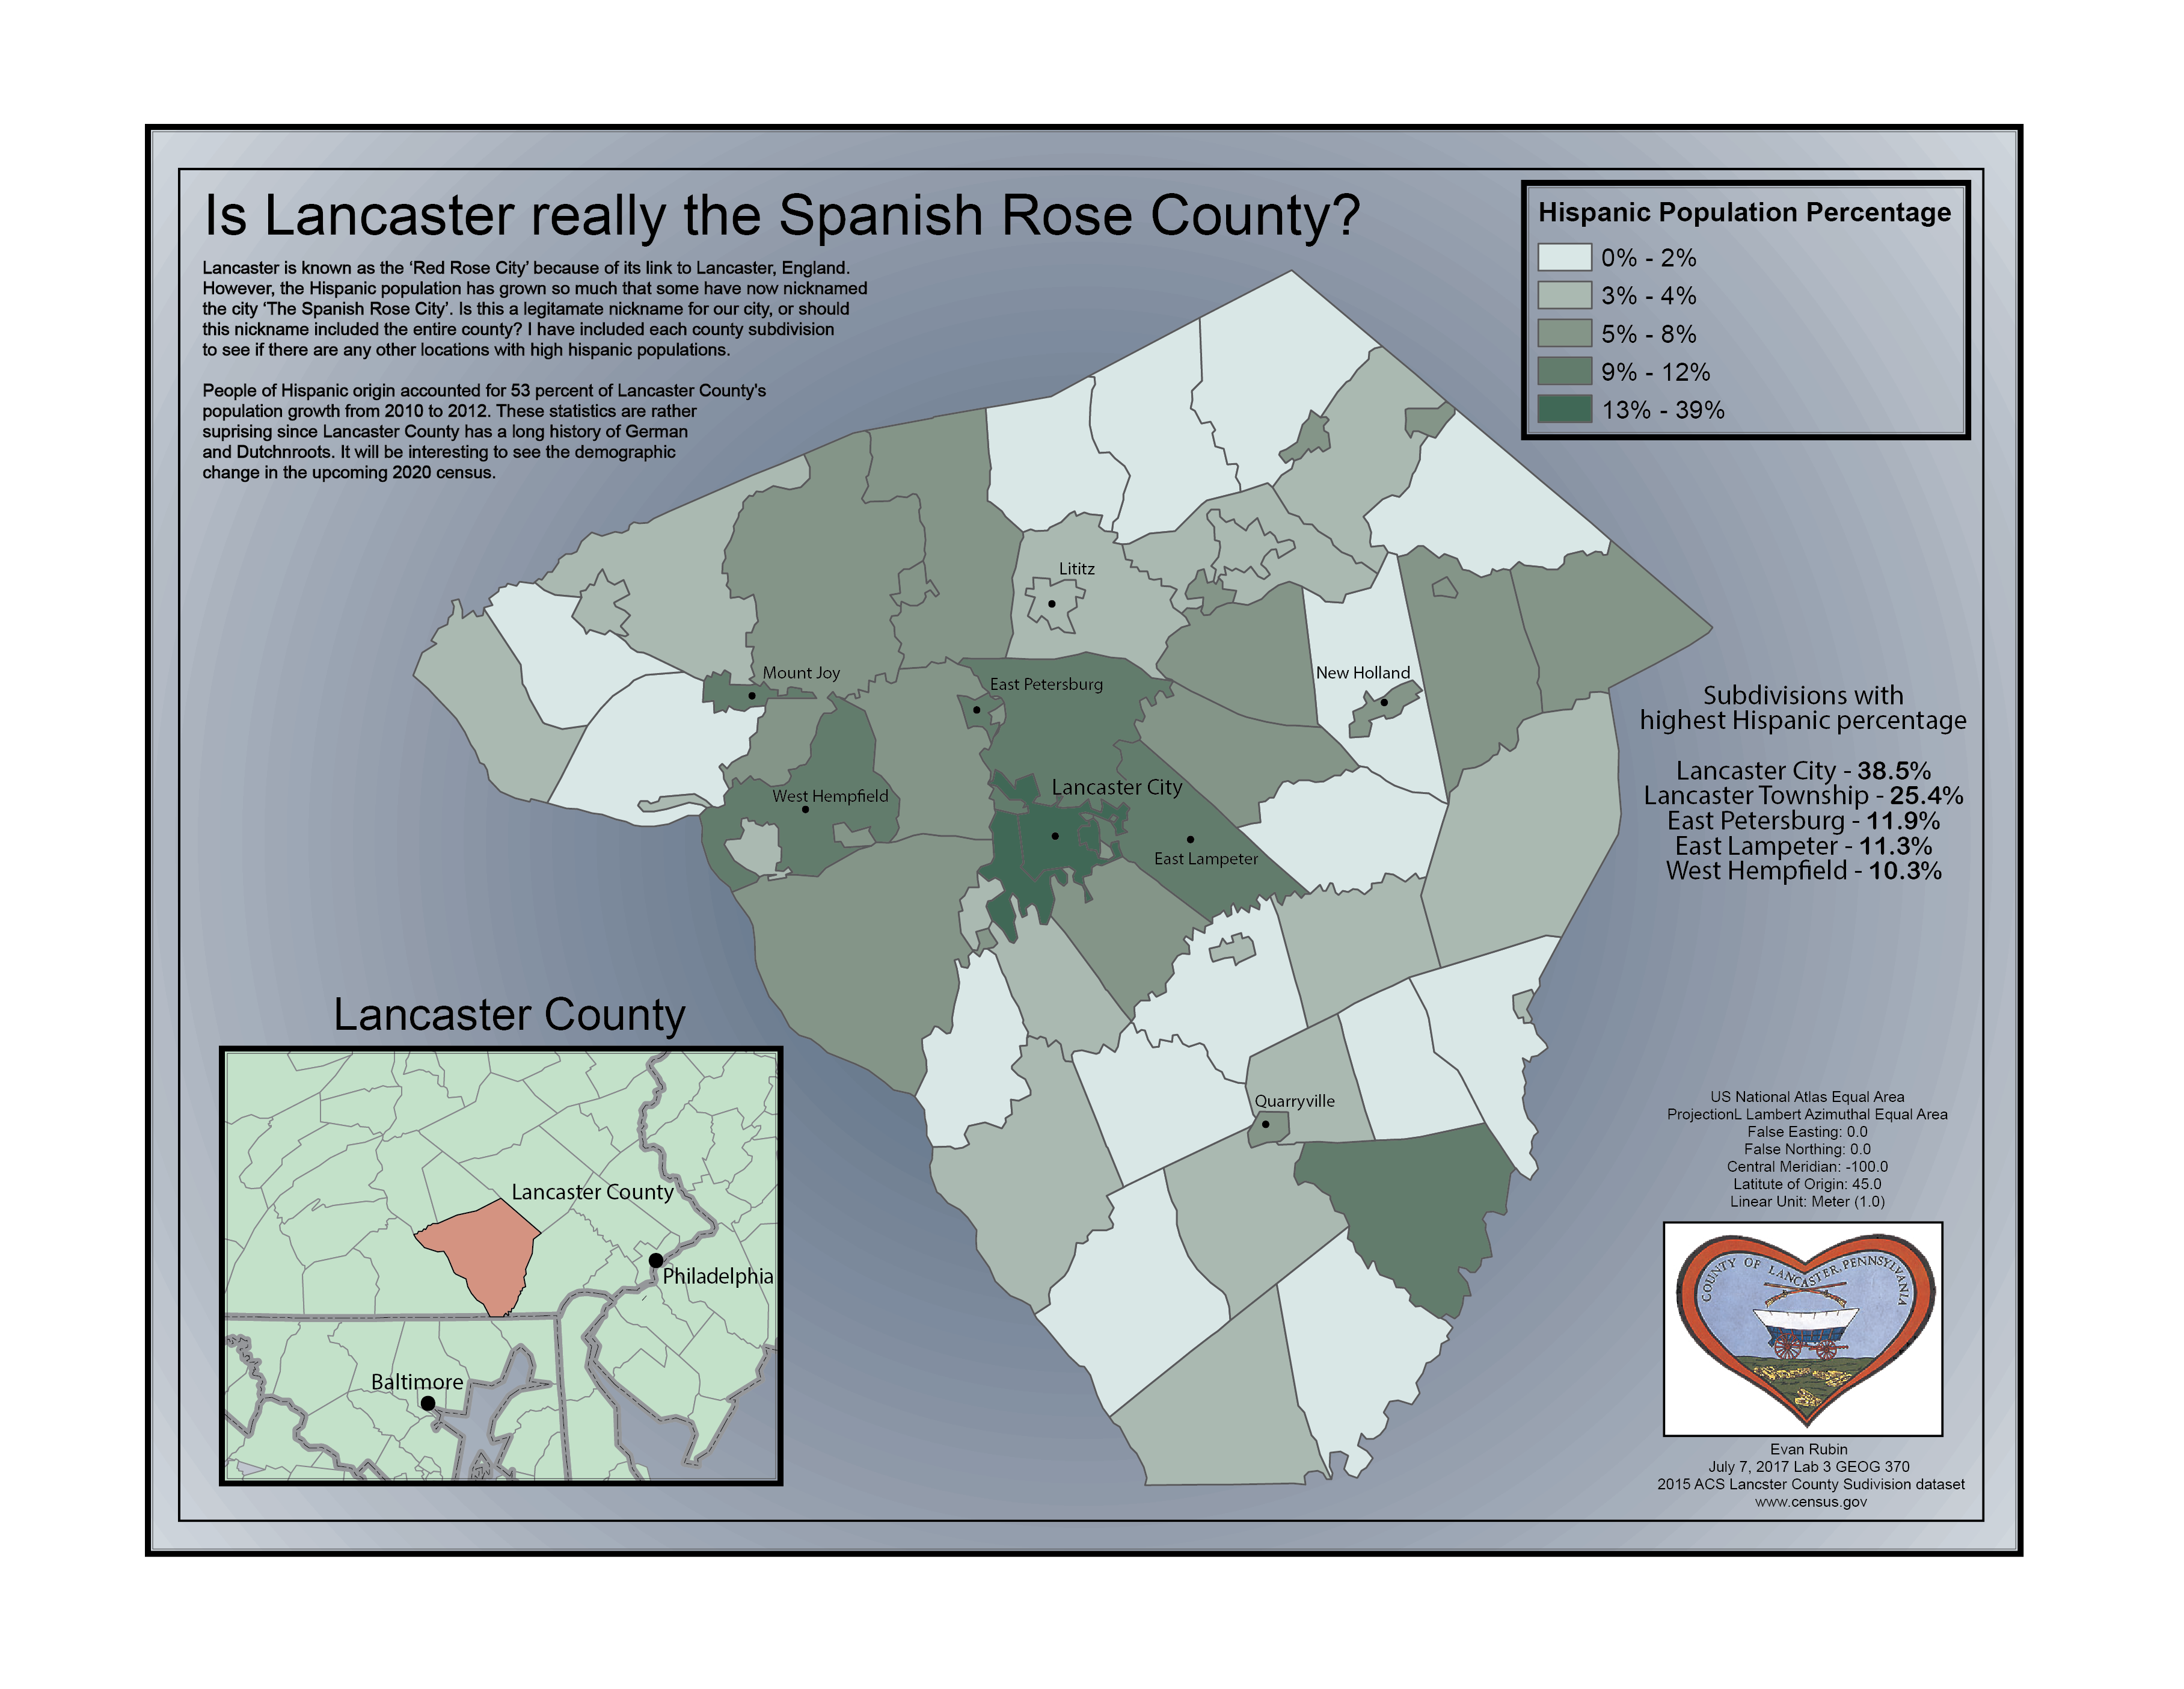 Is Lancaster really the Spanish Rose County?
Lancaster is known as the ‘Red Rose City’ because of its link to Lancaster, England.
However, the Hispanic population has grown so much that some have now nicknamed
the city ‘The Spanish Rose City’. Is this a legitamate nickname for our city, or should
this nickname included the entire county? I have included each county subdivision
to see if there are any other locations with high hispanic populations.
People of Hispanic origin accounted for 53 percent of Lancaster County's
population growth from 2010 to 2012. These statistics are rather
suprising since Lancaster County has a long history of German
and Dutchnroots. It will be interesting to see the demographic
change in the upcoming 2020 census.
Hispanic Population Percentage
0% - 2%
3% - 4%
5% - 8%
9% - 12%
13% - 39%
Lititz
Mount Joy
East Petersburg
New Holland
West Hempfield
Lancaster City
East Lampeter
Quarryville
Subdivisions with
highest Hispanic percentage
Lancaster City - 38.5%
Lancaster Township - 25.4%
East Petersburg - 11.9%
East Lampeter - 11.3%
West Hempfield - 10.3%
Lancaster County
Lancaster County
Philadelphia
Baltimore
US National Atlas Equal Area
ProjectionL Lambert Azimuthal Equal Area
False Easting: 0.0
False Northing: 0.0
Central Meridian: -100.0
Latitute of Origin: 45.0
Linear Unit: Meter (1.0)
COUNTY OF LANCASTER, PENNSYLVANIA
Evan Rubin
July 7, 2017 Lab 3 GEOG 370
2015 ACS Lancster County Sudivision dataset
www.census.gov